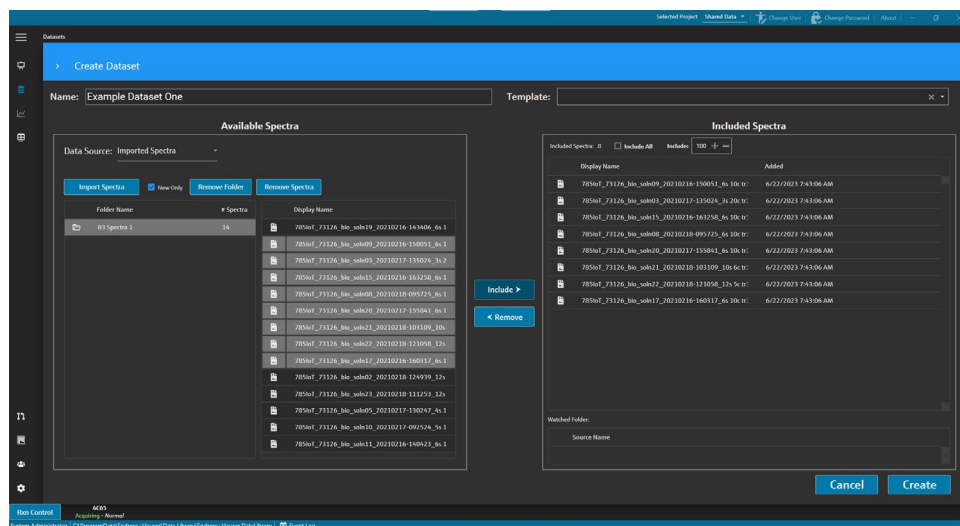 Selected Project Shared Data Change User Change Password About
Datasets
Create Dataset
Name: Example Dataset One Template:
Available Spectra
Data Source: Imported Spectra
Import Spectra New Only Remove Folder Remove Spectra
Folder Name # Spectra Display Name
B3 Spectra 1 14
785IoT_73126_bio_soln19_20210216-143406_6s 1
785IoT_73126_bio_soln09_20210216-150051_6s 1
785IoT_73126_bio_soln03_20210217-135024_3s 2
785IoT_73126_bio_soln15_20210216-163258_6s 1
785IoT_73126_bio_soln08_20210218-095725_6s 1
785IoT_73126_bio_soln20_20210217-155841_6s 1
785IoT_73126_bio_soln21_20210218-103109_10s
785IoT_73126_bio_soln22_20210218-121058_12s
785IoT_73126_bio_soln17_20210216-160317_6s 1
785IoT_73126_bio_soln02_20210218-124939_12s
785IoT_73126_bio_soln23_20210218-111253_12s
785IoT_73126_bio_soln05_20210217-130247_4s 1
785IoT_73126_bio_soln10_20210217-092524_5s 1
785IoT_73126_bio_soln11_20210216-140423_6s 1
Include >
< Remove
Included Spectra
Included Spectra: 8 Include All Include: 100 + −
Display Name Added
785IoT_73126_bio_soln09_20210216-150051_6s 10c tr: 6/22/2023 7:43:06 AM
785IoT_73126_bio_soln03_20210217-135024_3s 20c tr: 6/22/2023 7:43:06 AM
785IoT_73126_bio_soln15_20210216-163258_6s 10c tr: 6/22/2023 7:43:06 AM
785IoT_73126_bio_soln08_20210218-095725_6s 10c tr: 6/22/2023 7:43:06 AM
785IoT_73126_bio_soln20_20210217-155841_6s 10c tr: 6/22/2023 7:43:06 AM
785IoT_73126_bio_soln21_20210218-103109_10s 6c tr: 6/22/2023 7:43:06 AM
785IoT_73126_bio_soln22_20210218-121058_12s 5c tr: 6/22/2023 7:43:06 AM
785IoT_73126_bio_soln17_20210216-160317_6s 10c tr: 6/22/2023 7:43:06 AM
Watched Folder:
Source Name
Cancel Create
Rxn Control 4C65
Acquiring - Normal
System Administrator Event Log